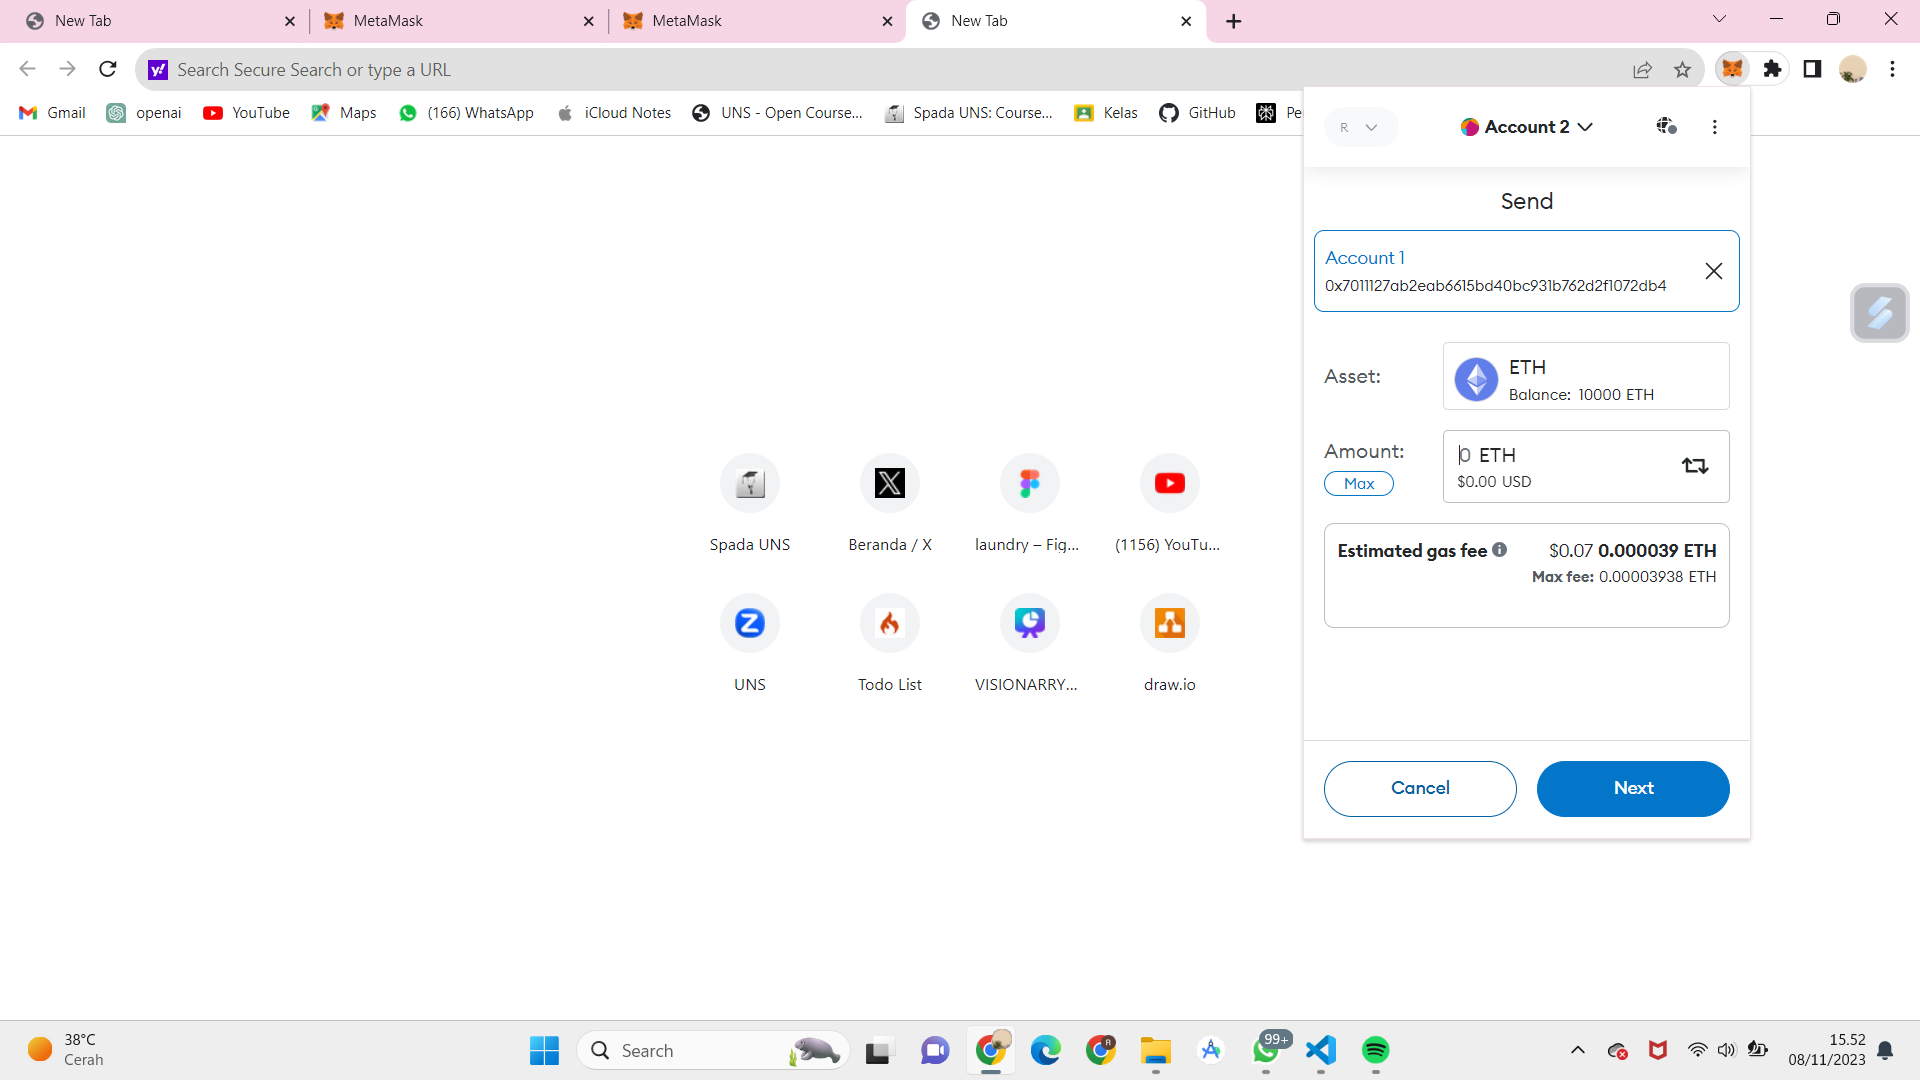 New Tab
MetaMask
MetaMask
New Tab
Search Secure Search or type a URL
Gmail
openai
YouTube
Maps
(166) WhatsApp
iCloud Notes
UNS - Open Course...
Spada UNS: Course...
Kelas
GitHub
Pe
R
Account 2
Send
Account 1
0x7011127ab2eab6615bd40bc931b762d2f1072db4
Asset:
ETH
Balance: 10000 ETH
Amount:
Max
0 ETH
$0.00 USD
Estimated gas fee
$0.07 0.000039 ETH
Max fee: 0.00003938 ETH
Cancel
Next
Spada UNS
Beranda / X
laundry – Fig...
(1156) YouTu...
UNS
Todo List
VISIONARRY...
draw.io
38°C
Cerah
Search
99+
15.52
08/11/2023